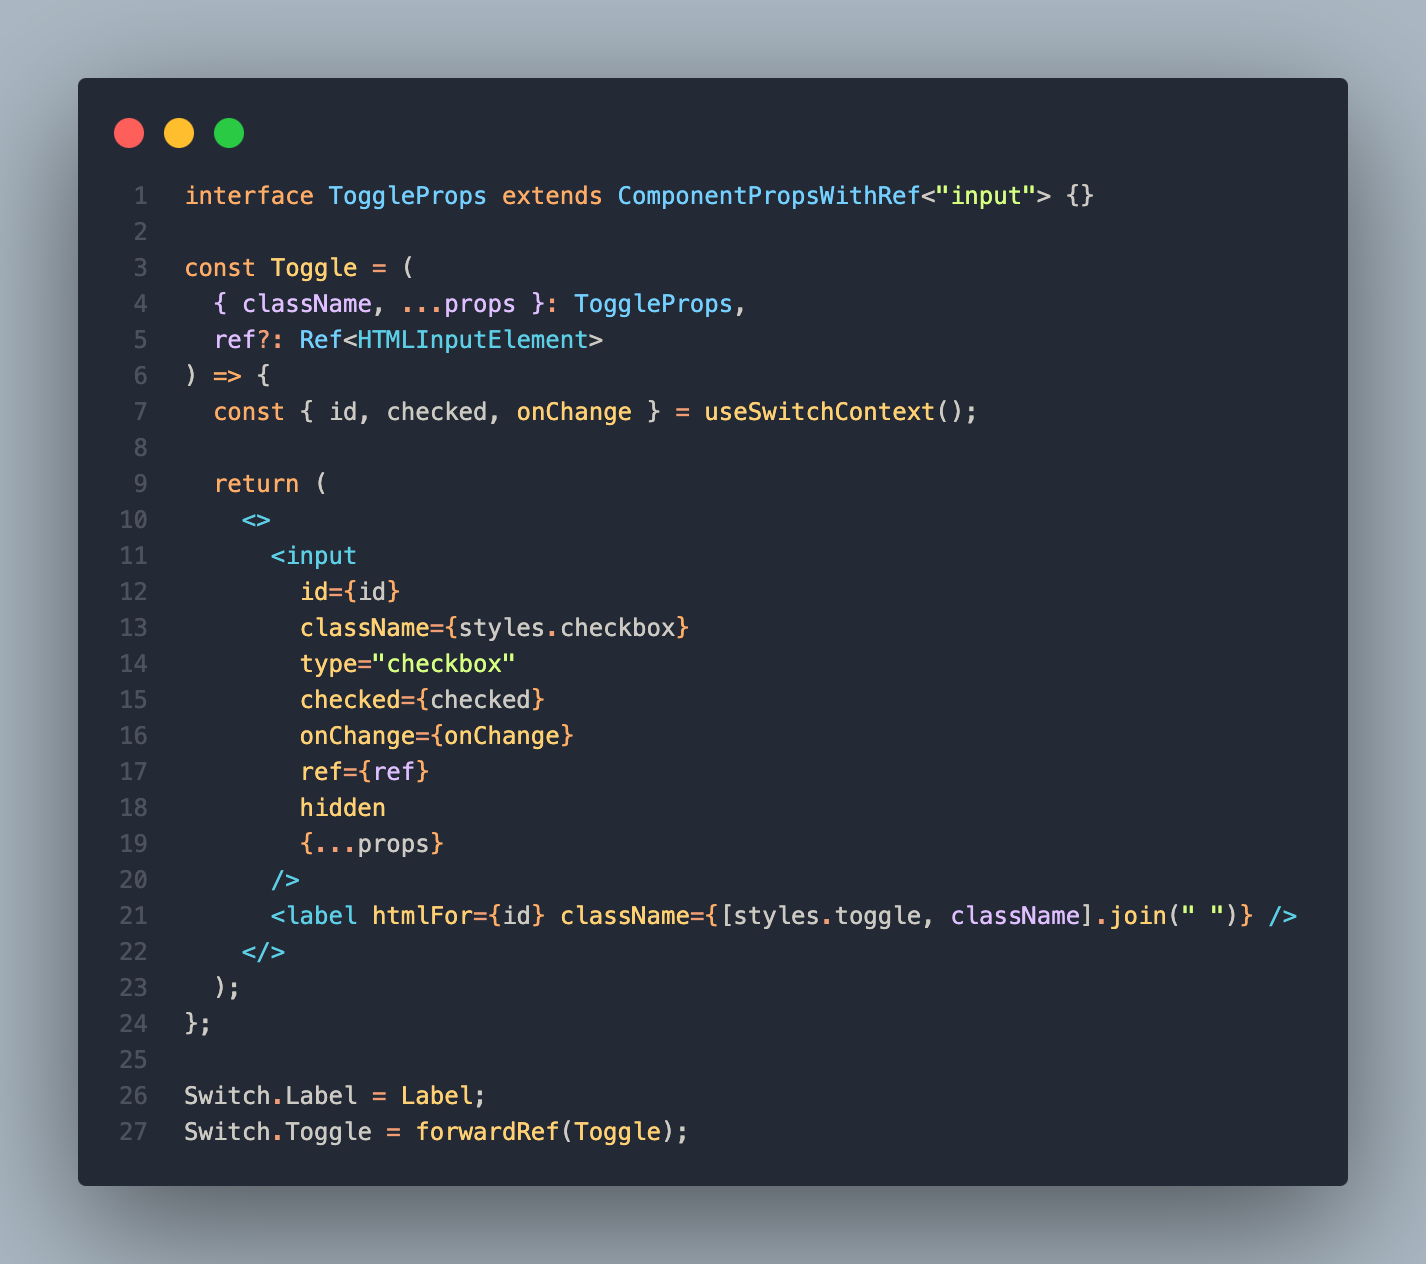 1 interface ToggleProps extends ComponentPropsWithRef<"input"> {}
2
3 const Toggle = (
4   { className, ...props }: ToggleProps,
5   ref?: Ref<HTMLInputElement>
6 ) => {
7   const { id, checked, onChange } = useSwitchContext();
8
9   return (
10     <>
11       <input
12         id={id}
13         className={styles.checkbox}
14         type="checkbox"
15         checked={checked}
16         onChange={onChange}
17         ref={ref}
18         hidden
19         {...props}
20       />
21       <label htmlFor={id} className={[styles.toggle, className].join(" ")} />
22     </>
23   );
24 };
25
26 Switch.Label = Label;
27 Switch.Toggle = forwardRef(Toggle);